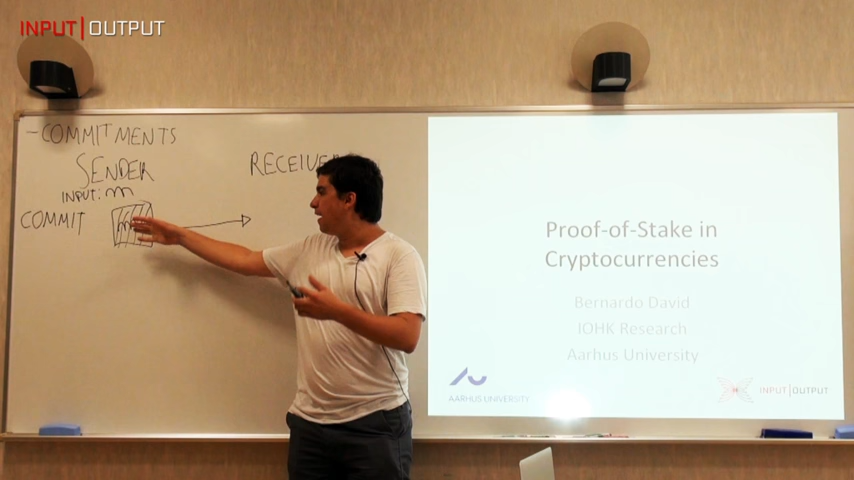 INPUT|OUTPUT
- COMMITMENTS
SENDER
RECEIVE
INPUT: m
COMMIT
m
Proof-of-Stake in
Cryptocurrencies
Bernardo David
IOHK Research
Aarhus University
AARHUS UNIVERSITY
INPUT|OUTPUT